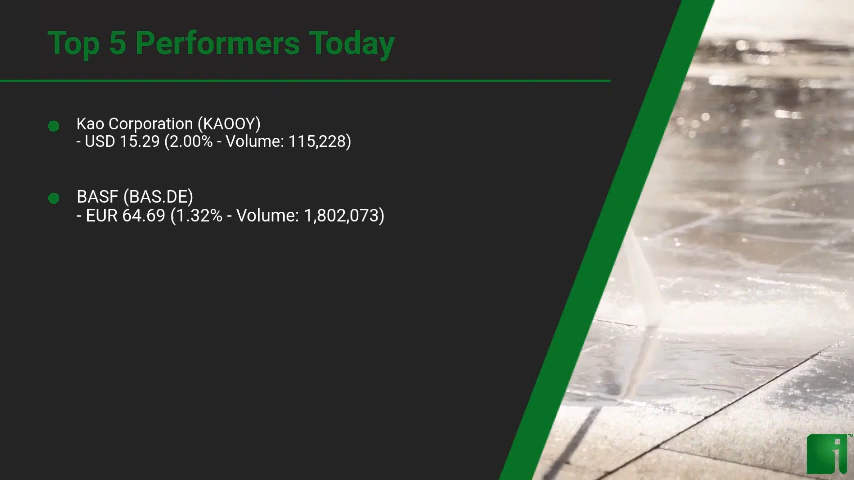 Top 5 Performers Today
Kao Corporation (KAOOY)
- USD 15.29 (2.00% - Volume: 115,228)
BASF (BAS.DE)
- EUR 64.69 (1.32% - Volume: 1,802,073)
i